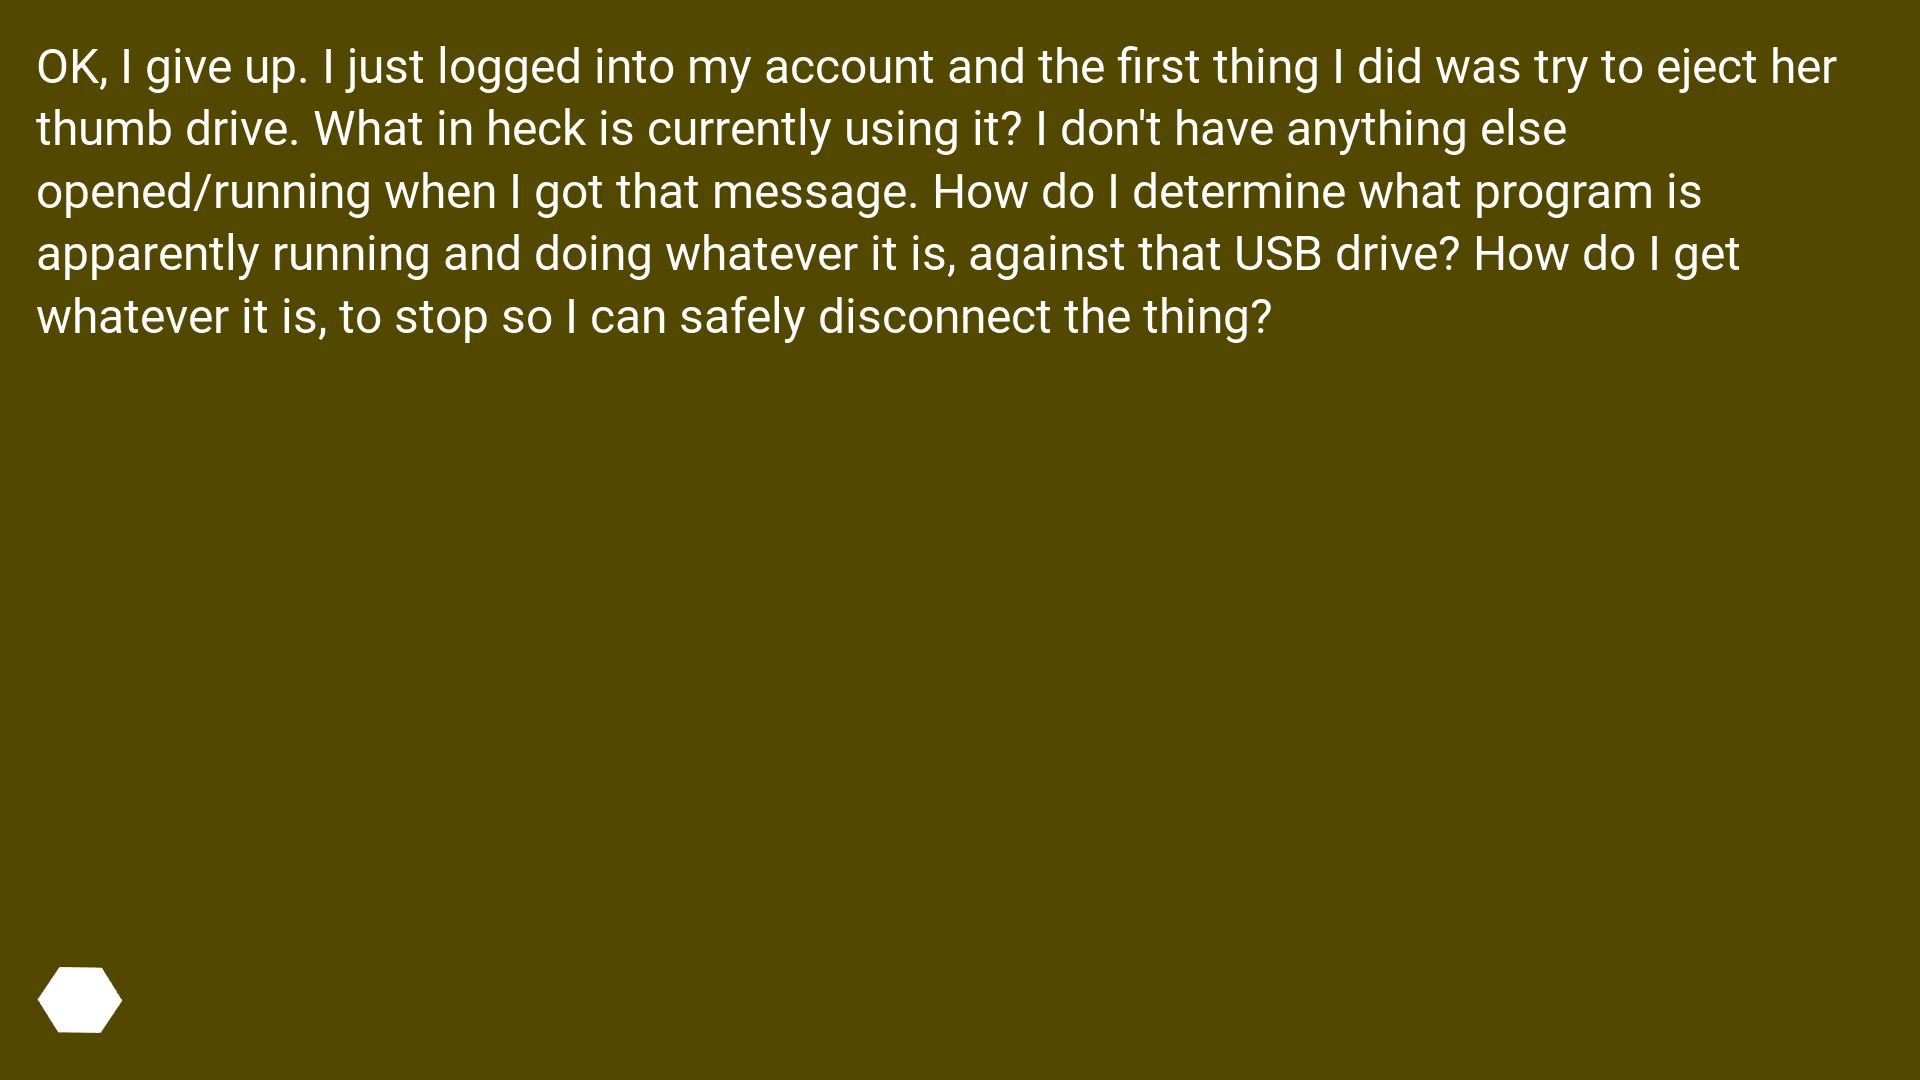 OK, I give up. I just logged into my account and the first thing I did was try to eject her
thumb drive. What in heck is currently using it? I don't have anything else
opened/running when I got that message. How do I determine what program is
apparently running and doing whatever it is, against that USB drive? How do I get
whatever it is, to stop so I can safely disconnect the thing?